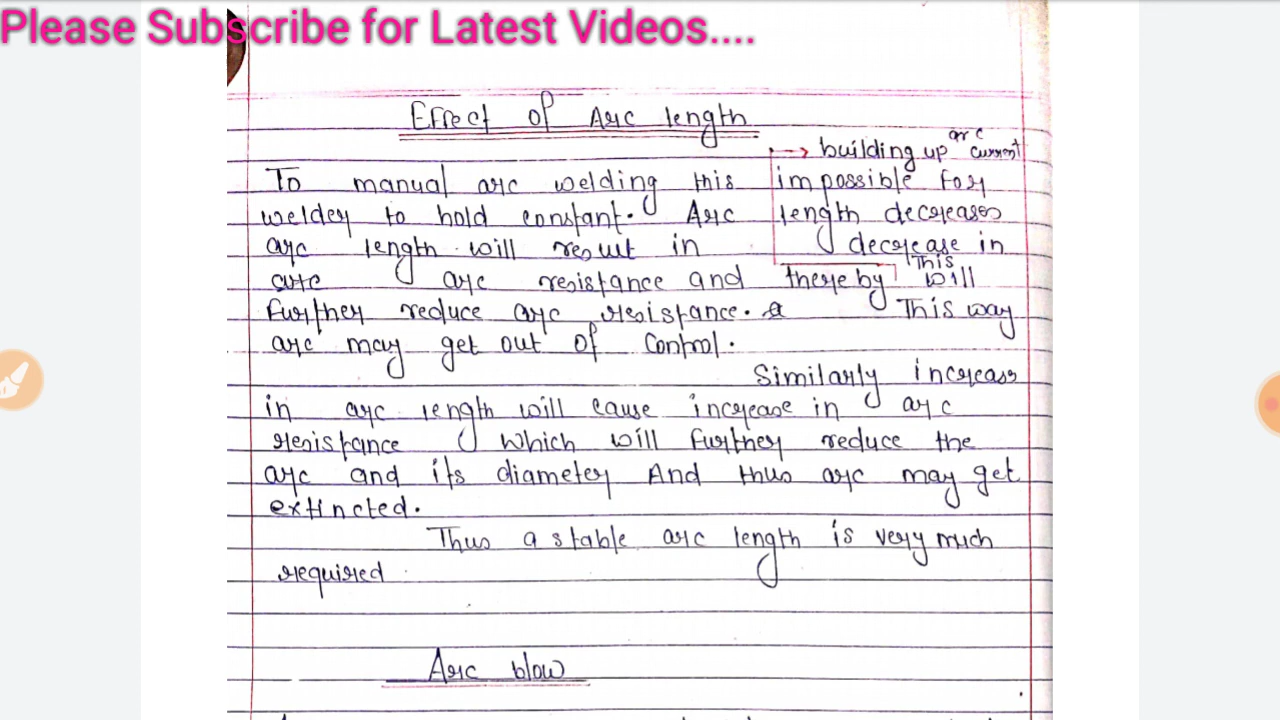 Please Subscribe for Latest Videos....
Effect of Arc length
→ building up arc current
To manual arc welding this impossible for
welder to hold constant. Arc length decreases
arc length will result in decrease in
arc resistance and thereby This will
further reduce arc resistance. This way
arc may get out of control.
Similarly increase
in arc length will cause increase in arc
resistance which will further reduce the
arc and its diameter And thus arc may get
extincted.
Thus a stable arc length is very much
required
Arc blow